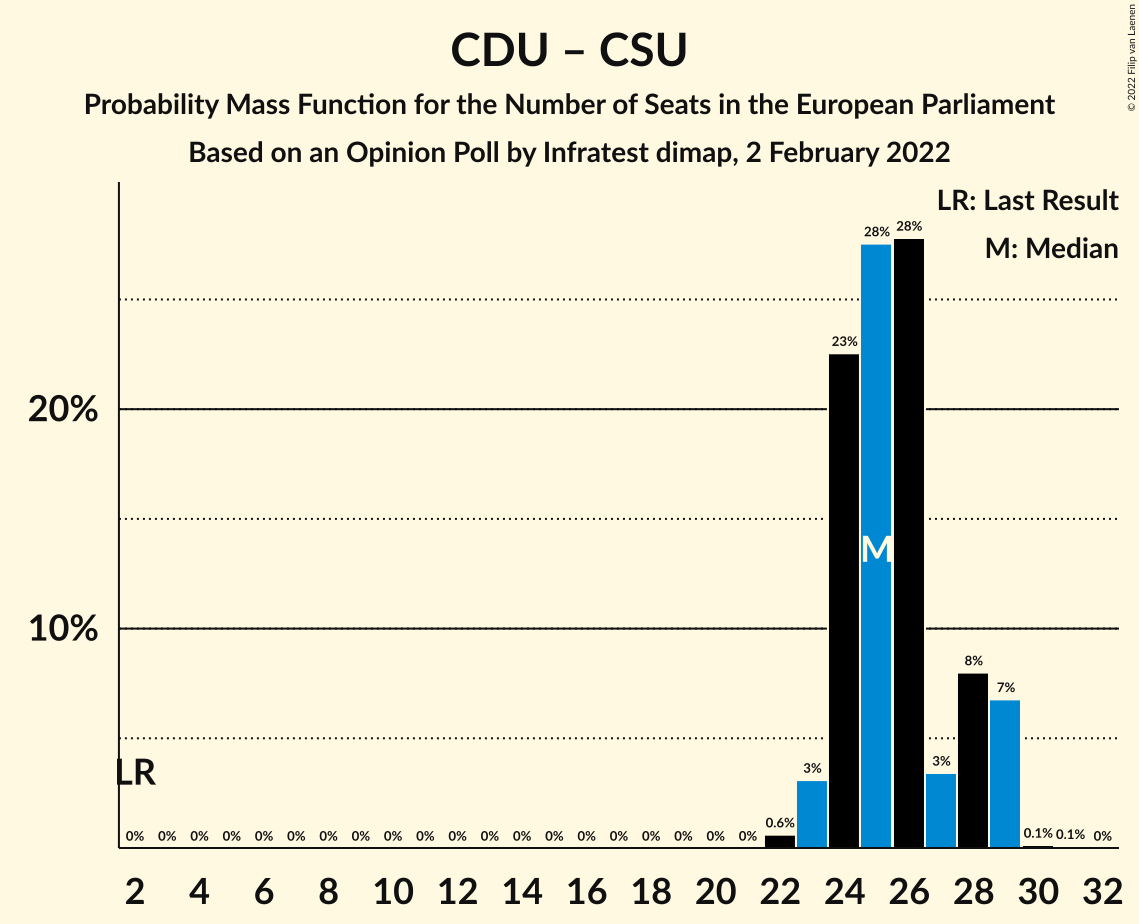 © 2022 Filip van Laenen
CDU – CSU
Probability Mass Function for the Number of Seats in the European Parliament
Based on an Opinion Poll by Infratest dimap, 2 February 2022
LR: Last Result
M: Median
28% 28%
23%
20%
M
10%
8%
7%
3% 3%
LR
0% 0% 0% 0% 0% 0% 0% 0% 0% 0% 0% 0% 0% 0% 0% 0% 0% 0% 0% 0% 0.6% 0.1% 0.1% 0%
2 4 6 8 10 12 14 16 18 20 22 24 26 28 30 32